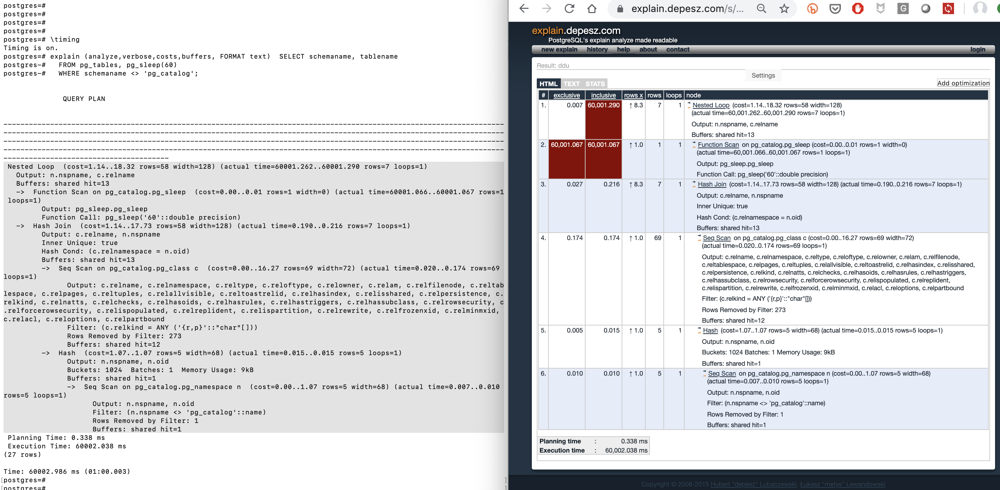 postgres=#
postgres=#
postgres=#
postgres=#
postgres=# \timing
Timing is on.
postgres=# explain (analyze,verbose,costs,buffers, FORMAT text)  SELECT schemaname, tablename
postgres-#   FROM pg_tables, pg_sleep(60)
postgres-#   WHERE schemaname <> 'pg_catalog';
QUERY PLAN
-----------------------------------------------------------------------------------------------------------------------
-----------------------------------------------------------------------------------------------------------------------
-----------------------------------------------------------------------------------------------------------------------
-----------------------------------------------------------------------------------------------------------------------
---------------------------------------
Nested Loop  (cost=1.14..18.32 rows=58 width=128) (actual time=60001.262..60001.290 rows=7 loops=1)
Output: n.nspname, c.relname
Buffers: shared hit=13
->  Function Scan on pg_catalog.pg_sleep  (cost=0.00..0.01 rows=1 width=0) (actual time=60001.066..60001.067 rows=1
loops=1)
Output: pg_sleep.pg_sleep
Function Call: pg_sleep('60'::double precision)
->  Hash Join  (cost=1.14..17.73 rows=58 width=128) (actual time=0.190..0.216 rows=7 loops=1)
Output: c.relname, n.nspname
Inner Unique: true
Hash Cond: (c.relnamespace = n.oid)
Buffers: shared hit=13
->  Seq Scan on pg_catalog.pg_class c  (cost=0.00..16.27 rows=69 width=72) (actual time=0.020..0.174 rows=69
loops=1)
Output: c.relname, c.relnamespace, c.reltype, c.reloftype, c.relowner, c.relam, c.relfilenode, c.reltab
lespace, c.relpages, c.reltuples, c.relallvisible, c.reltoastrelid, c.relhasindex, c.relisshared, c.relpersistence, c.
relkind, c.relnatts, c.relchecks, c.relhasoids, c.relhasrules, c.relhastriggers, c.relhassubclass, c.relrowsecurity, c
.relforcerowsecurity, c.relispopulated, c.relreplident, c.relispartition, c.relrewrite, c.relfrozenxid, c.relminmxid,
c.relacl, c.reloptions, c.relpartbound
Filter: (c.relkind = ANY ('{r,p}'::"char"[]))
Rows Removed by Filter: 273
Buffers: shared hit=12
->  Hash  (cost=1.07..1.07 rows=5 width=68) (actual time=0.015..0.015 rows=5 loops=1)
Output: n.nspname, n.oid
Buckets: 1024  Batches: 1  Memory Usage: 9kB
Buffers: shared hit=1
->  Seq Scan on pg_catalog.pg_namespace n  (cost=0.00..1.07 rows=5 width=68) (actual time=0.007..0.010
rows=5 loops=1)
Output: n.nspname, n.oid
Filter: (n.nspname <> 'pg_catalog'::name)
Rows Removed by Filter: 1
Buffers: shared hit=1
Planning Time: 0.338 ms
Execution Time: 60002.038 ms
(27 rows)
Time: 60002.986 ms (01:00.003)
[postgres=# ]
[postgres=# ]
explain.depesz.com/s/...
G
explain.depesz.com
PostgreSQL's explain analyze made readable
new explain history help about contact login
Result: ddu
Settings
HTML TEXT STATS Add optimization
# exclusive inclusive rows x rows loops node
1. 0.007 60,001.290 ↑ 8.3 7 1 Nested Loop (cost=1.14..18.32 rows=58 width=128)
(actual time=60,001.262..60,001.290 rows=7 loops=1)
Output: n.nspname, c.relname
Buffers: shared hit=13
2. 60,001.067 60,001.067 ↑ 1.0 1 1 Function Scan on pg_catalog.pg_sleep (cost=0.00..0.01 rows=1 width=0)
(actual time=60,001.066..60,001.067 rows=1 loops=1)
Output: pg_sleep.pg_sleep
Function Call: pg_sleep('60'::double precision)
3. 0.027 0.216 ↑ 8.3 7 1 Hash Join (cost=1.14..17.73 rows=58 width=128) (actual time=0.190..0.216 rows=7 loops=1)
Output: c.relname, n.nspname
Inner Unique: true
Hash Cond: (c.relnamespace = n.oid)
Buffers: shared hit=13
4. 0.174 0.174 ↑ 1.0 69 1 Seq Scan on pg_catalog.pg_class c (cost=0.00..16.27 rows=69 width=72)
(actual time=0.020..0.174 rows=69 loops=1)
Output: c.relname, c.relnamespace, c.reltype, c.reloftype, c.relowner, c.relam, c.relfilenode,
c.reltablespace, c.relpages, c.reltuples, c.relallvisible, c.reltoastrelid, c.relhasindex, c.relisshared,
c.relpersistence, c.relkind, c.relnatts, c.relchecks, c.relhasoids, c.relhasrules, c.relhastriggers,
c.relhassubclass, c.relrowsecurity, c.relforcerowsecurity, c.relispopulated, c.relreplident,
c.relispartition, c.relrewrite, c.relfrozenxid, c.relminmxid, c.relacl, c.reloptions, c.relpartbound
Filter: (c.relkind = ANY ('{r,p}'::"char"[]))
Rows Removed by Filter: 273
Buffers: shared hit=12
5. 0.005 0.015 ↑ 1.0 5 1 Hash (cost=1.07..1.07 rows=5 width=68) (actual time=0.015..0.015 rows=5 loops=1)
Output: n.nspname, n.oid
Buckets: 1024 Batches: 1 Memory Usage: 9kB
Buffers: shared hit=1
6. 0.010 0.010 ↑ 1.0 5 1 Seq Scan on pg_catalog.pg_namespace n (cost=0.00..1.07 rows=5 width=68)
(actual time=0.007..0.010 rows=5 loops=1)
Output: n.nspname, n.oid
Filter: (n.nspname <> 'pg_catalog'::name)
Rows Removed by Filter: 1
Buffers: shared hit=1
Planning time : 0.338 ms
Execution time : 60,002.038 ms
Copyright © 2008-2015 Hubert "depesz" Lubaczewski, Łukasz "metys" Lewandowski